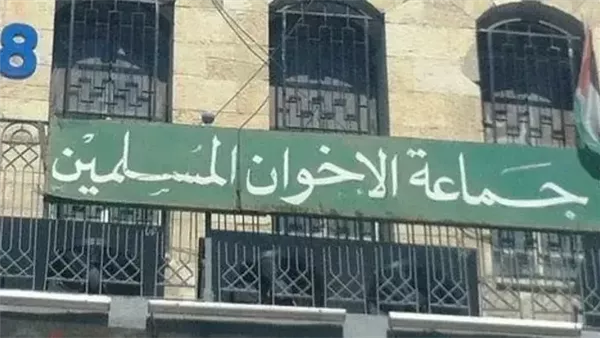 جماعة الاخوان المسلمين
8